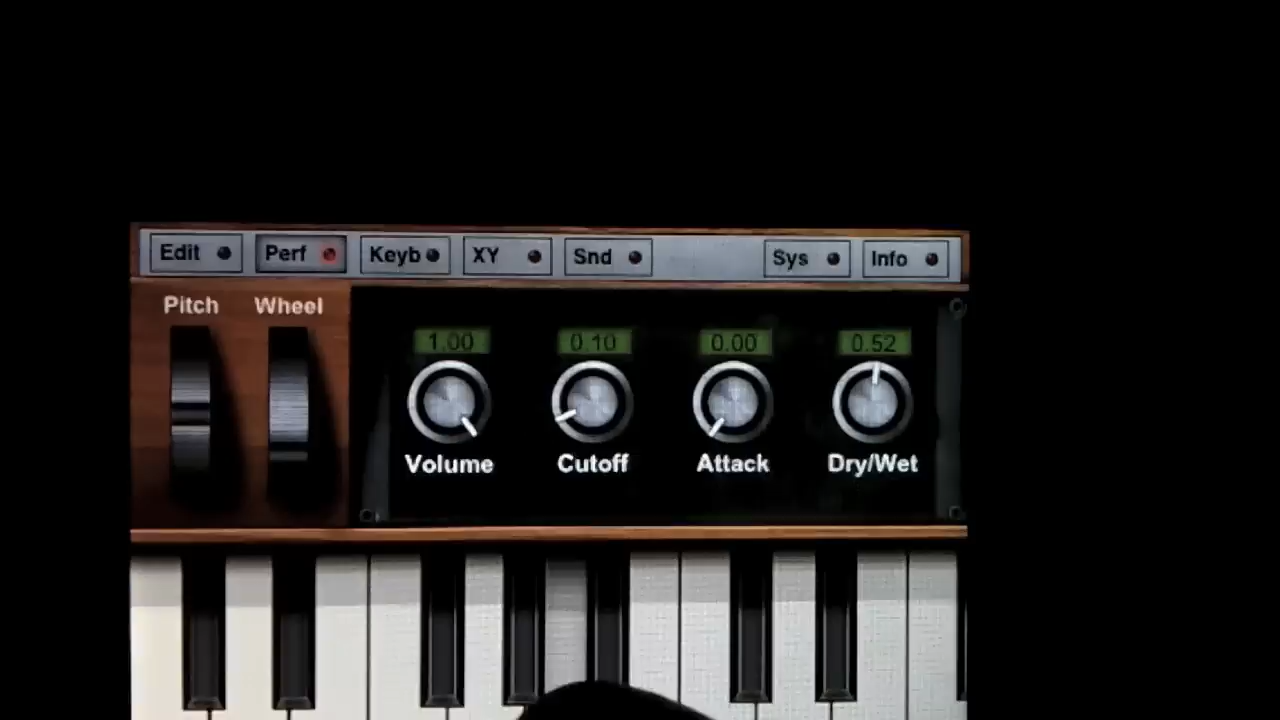 Edit Perf Keyb XY Snd Sys Info
Pitch Wheel
1.00 0.10 0.00 0.52
Volume Cutoff Attack Dry/Wet